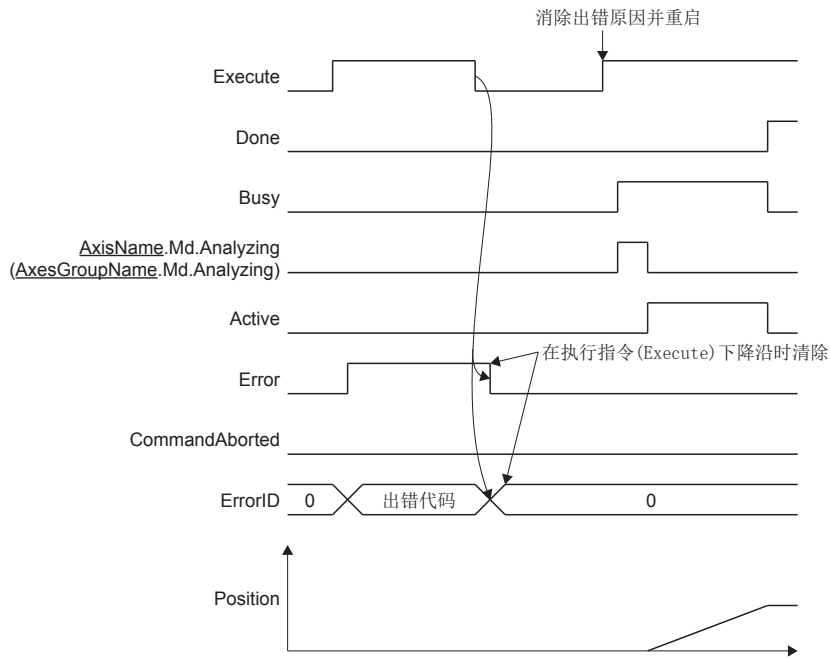 消除出错原因并重启
Execute
Done
Busy
AxisName.Md.Analyzing
(AxesGroupName.Md.Analyzing)
Active
在执行指令(Execute)下降沿时清除
Error
CommandAborted
ErrorID 0 出错代码 0
Position